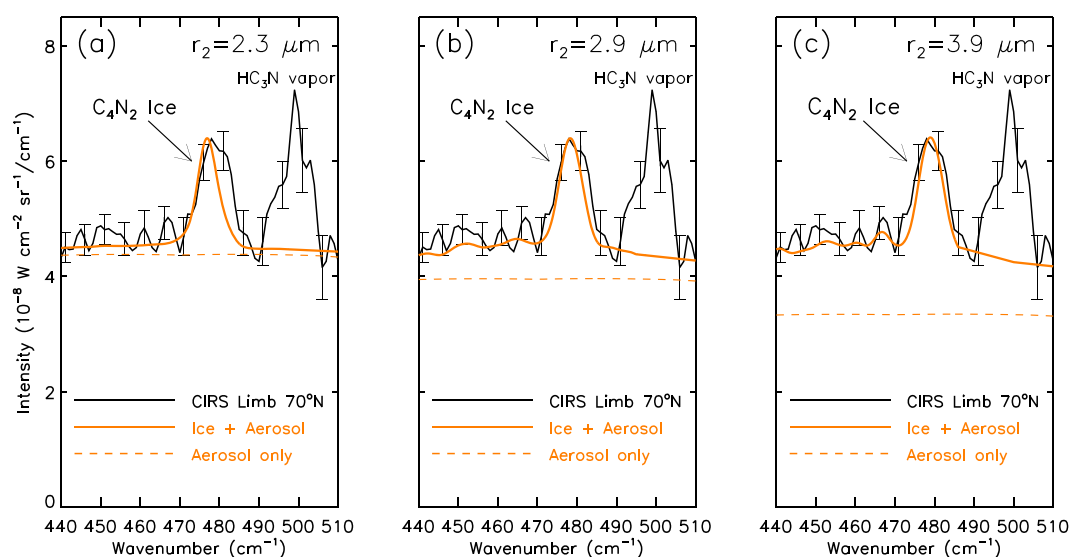 (a) r₂=2.3 μm
(b) r₂=2.9 μm
(c) r₂=3.9 μm
HC₃N vapor
HC₃N vapor
HC₃N vapor
C₄N₂ Ice
C₄N₂ Ice
C₄N₂ Ice
Intensity (10⁻⁸ W cm⁻² sr⁻¹/cm⁻¹)
8
6
4
2
0
CIRS Limb 70°N
Ice + Aerosol
Aerosol only
CIRS Limb 70°N
Ice + Aerosol
Aerosol only
CIRS Limb 70°N
Ice + Aerosol
Aerosol only
440 450 460 470 480 490 500 510
440 450 460 470 480 490 500 510
440 450 460 470 480 490 500 510
Wavenumber (cm⁻¹)
Wavenumber (cm⁻¹)
Wavenumber (cm⁻¹)